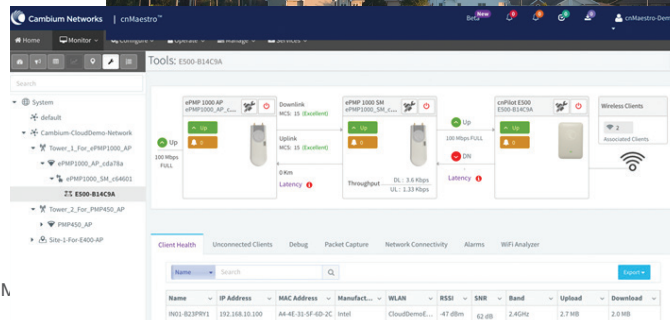 Cambium Networks | cnMaestro™
Beta New
cnMaestro-Dem
Home Monitor Configure Operate Manage Services
Tools: E500-B14C9A
Search
System
default
Cambium-CloudDemo-Network
Tower_1_For_ePMP1000_AP
ePMP1000_AP_cda78a
ePMP1000_SM_c64601
E500-B14C9A
Tower_2_For_PMP450_AP
PMP450_AP
Site-1-For-E400-AP
Up
100 Mbps
FULL
ePMP 1000 AP
ePMP1000_AP_c...
Up
0
Downlink
MCS: 15 (Excellent)
Uplink
MCS: 15 (Excellent)
0 Km
Latency
ePMP 1000 SM
ePMP1000_SM_c...
Up
0
Throughput
DL: 3.6 Kbps
UL: 1.33 Kbps
Up
100 Mbps FULL
DN
-
Latency
cnPilot E500
E500-B14C9A
Up
0
Wireless Clients
2
Associated Clients
Client Health Unconnected Clients Debug Packet Capture Network Connectivity Alarms WiFi Analyzer
Name Search Export
Name IP Address MAC Address Manufact... WLAN RSSI SNR Band Upload Download
IN01-B23PRY1 192.168.10.100 A4-4E-31-5F-6D-2C Intel CloudDemoE... -47 dBm 62 dB 2.4GHz 2.7 MB 2.0 MB